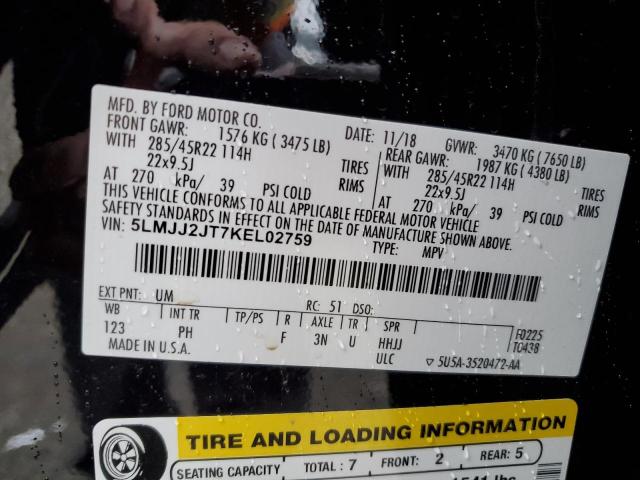 MFD. BY FORD MOTOR CO.
DATE: 11/18 GVWR: 3470 KG ( 7650 LB)
FRONT GAWR: 1576 KG ( 3475 LB) REAR GAWR: 1987 KG ( 4380 LB)
WITH 285/45R22 114H TIRES WITH 285/45R22 114H TIRES
22x9.5J RIMS 22x9.5J RIMS
AT 270 kPa/ 39 PSI COLD AT 270 kPa/ 39 PSI COLD
THIS VEHICLE CONFORMS TO ALL APPLICABLE FEDERAL MOTOR VEHICLE
SAFETY STANDARDS IN EFFECT ON THE DATE OF MANUFACTURE SHOWN ABOVE.
VIN: 5LMJJ2JT7KEL02759 TYPE: MPV
EXT PNT: UM RC: 51 DSO:
WB INT TR TP/PS R AXLE TR SPR F0225
123 PH F 3N U HHJJ T0438
MADE IN U.S.A. ULC ▽ 5U5A-3520472-AA
TIRE AND LOADING INFORMATION
SEATING CAPACITY TOTAL : 7 FRONT: 2 REAR: 5